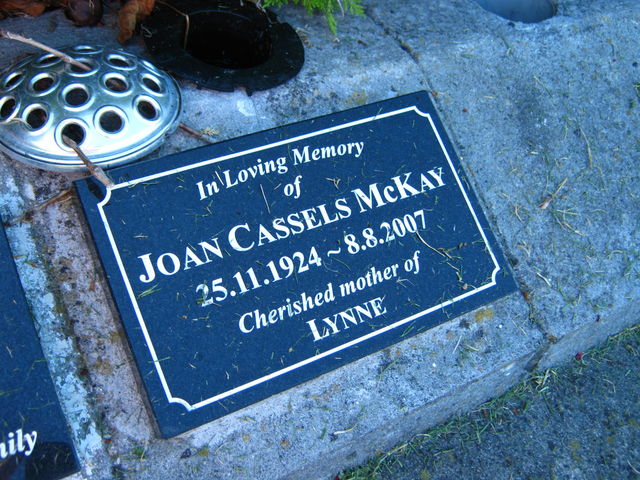 In Loving Memory
of
JOAN CASSELS MCKAY
25.11.1924 ~ 8.8.2007
Cherished mother of
LYNNE